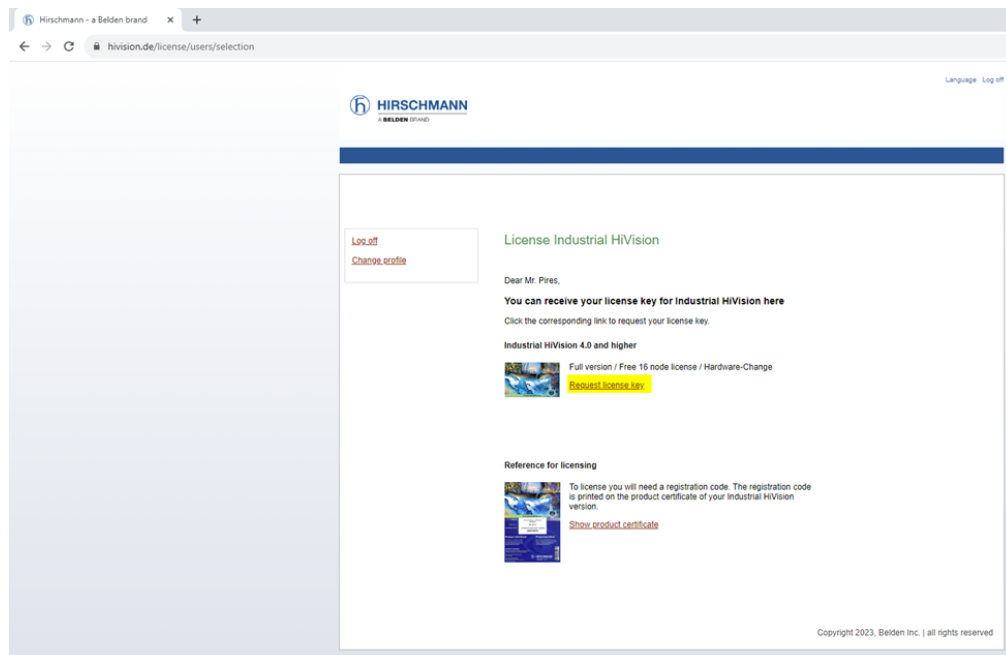 Hirschmann - a Belden brand
hivision.de/license/users/selection
Language Log off
HIRSCHMANN
A BELDEN BRAND
Log off
Change profile
License Industrial HiVision
Dear Mr. Pires,
You can receive your license key for Industrial HiVision here
Click the corresponding link to request your license key.
Industrial HiVision 4.0 and higher
Full version / Free 16 node license / Hardware-Change
Request license key
Reference for licensing
To license you will need a registration code. The registration code
is printed on the product certificate of your Industrial HiVision
version.
Show product certificate
Copyright 2023, Belden Inc. | all rights reserved